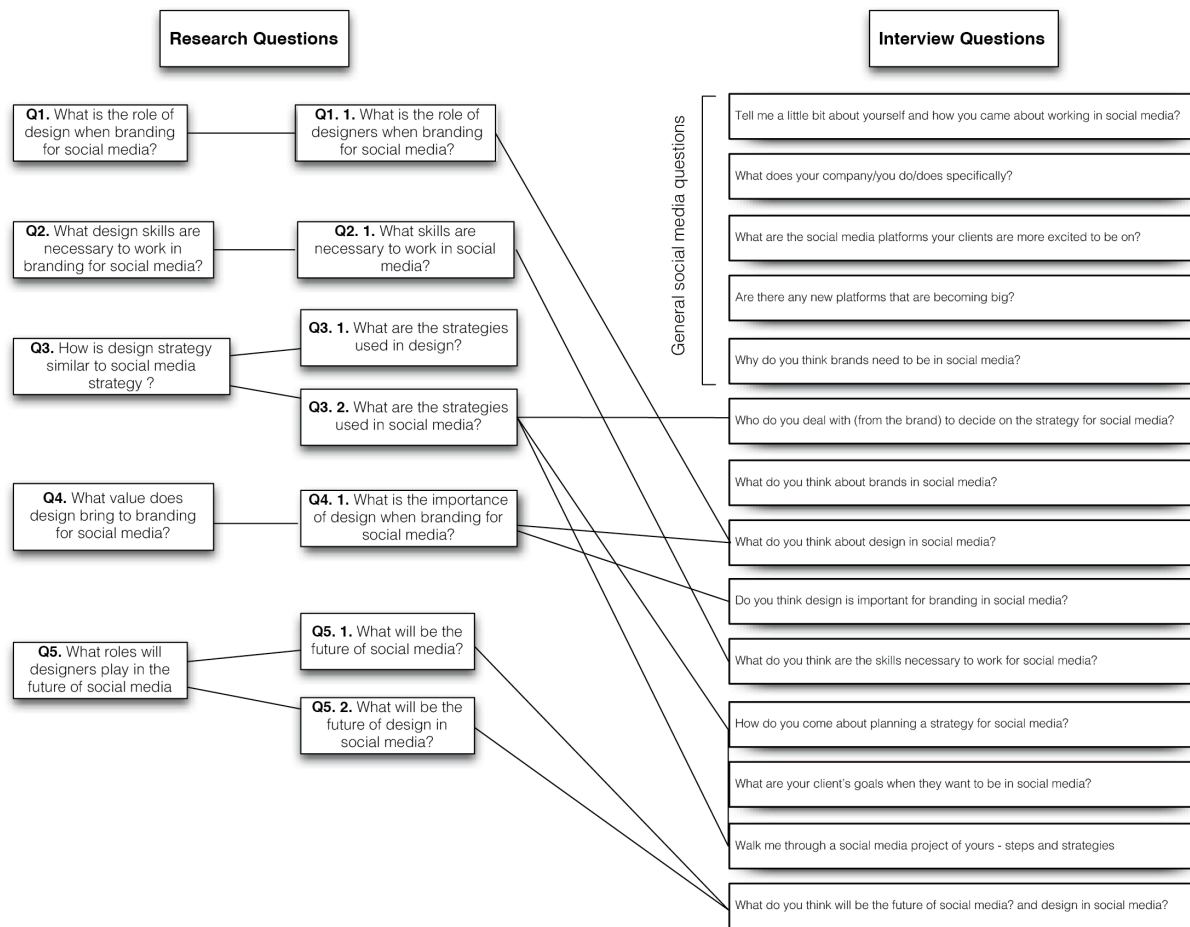 Research Questions
Interview Questions
Q1. What is the role of
design when branding
for social media?
Q1. 1. What is the role of
designers when branding
for social media?
Q2. What design skills are
necessary to work in
branding for social media?
Q2. 1. What skills are
necessary to work in social
media?
Q3. How is design strategy
similar to social media
strategy ?
Q3. 1. What are the strategies
used in design?
Q3. 2. What are the strategies
used in social media?
Q4. What value does
design bring to branding
for social media?
Q4. 1. What is the importance
of design when branding for
social media?
Q5. What roles will
designers play in the
future of social media
Q5. 1. What will be the
future of social media?
Q5. 2. What will be the
future of design in
social media?
General social media questions
Tell me a little bit about yourself and how you came about working in social media?
What does your company/you do/does specifically?
What are the social media platforms your clients are more excited to be on?
Are there any new platforms that are becoming big?
Why do you think brands need to be in social media?
Who do you deal with (from the brand) to decide on the strategy for social media?
What do you think about brands in social media?
What do you think about design in social media?
Do you think design is important for branding in social media?
What do you think are the skills necessary to work for social media?
How do you come about planning a strategy for social media?
What are your client's goals when they want to be in social media?
Walk me through a social media project of yours - steps and strategies
What do you think will be the future of social media? and design in social media?